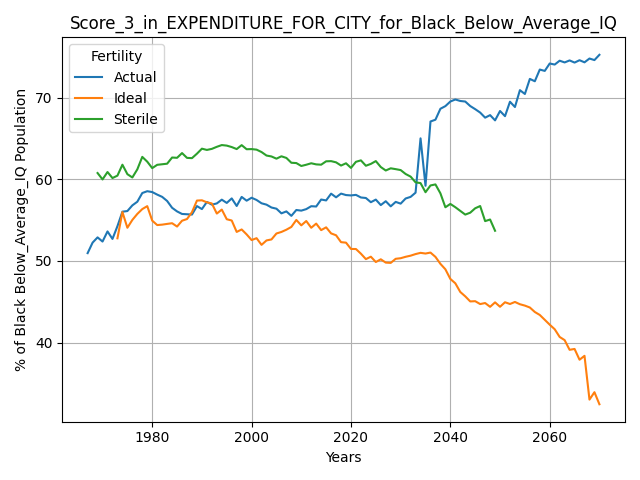 Score_3_in_EXPENDITURE_FOR_CITY_for_Black_Below_Average_IQ
Fertility
Actual
Ideal
Sterile
% of Black Below_Average_IQ Population
70
60
50
40
1980
2000
2020
2040
2060
Years